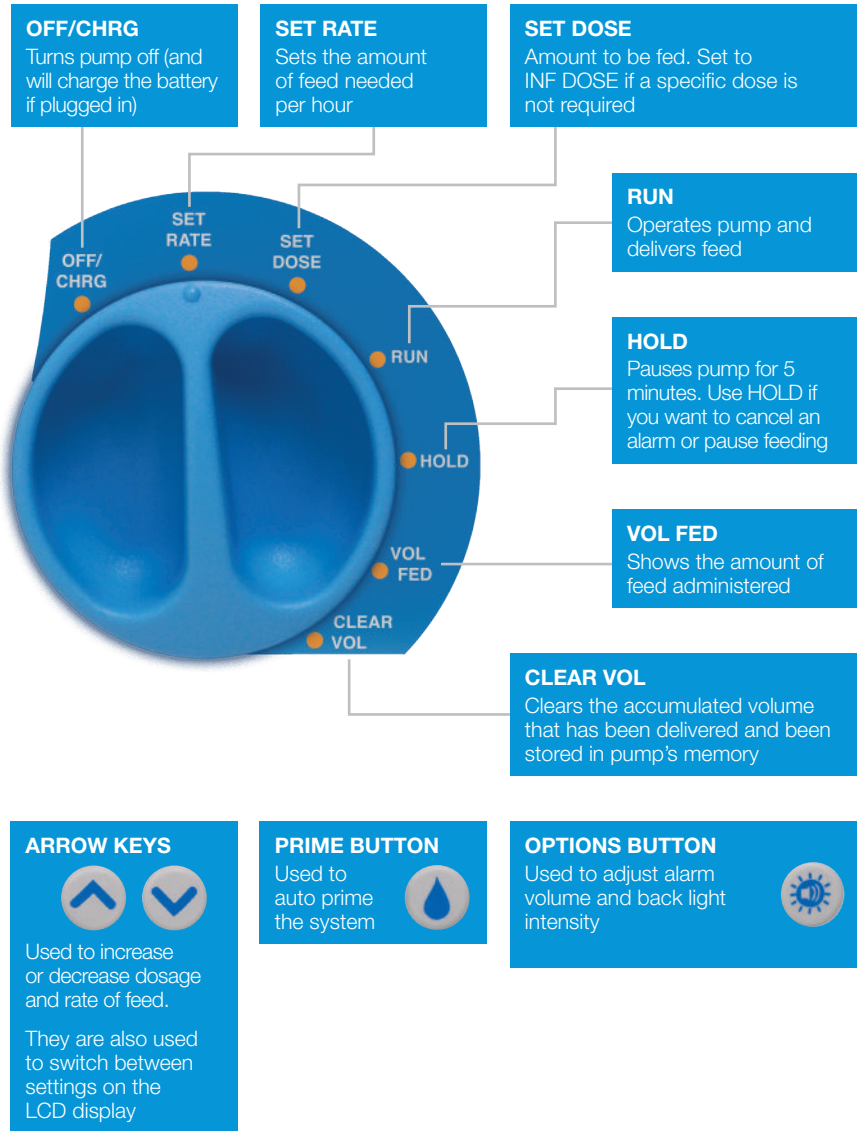 OFF/CHRG
Turns pump off (and
will charge the battery
if plugged in)
SET RATE
Sets the amount
of feed needed
per hour
SET DOSE
Amount to be fed. Set to
INF DOSE if a specific dose is
not required
SET
RATE
SET
DOSE
OFF/
CHRG
RUN
HOLD
VOL
FED
CLEAR
VOL
RUN
Operates pump and
delivers feed
HOLD
Pauses pump for 5
minutes. Use HOLD if
you want to cancel an
alarm or pause feeding
VOL FED
Shows the amount of
feed administered
CLEAR VOL
Clears the accumulated volume
that has been delivered and been
stored in pump's memory
ARROW KEYS
Used to increase
or decrease dosage
and rate of feed.
They are also used
to switch between
settings on the
LCD display
PRIME BUTTON
Used to
auto prime
the system
OPTIONS BUTTON
Used to adjust alarm
volume and back light
intensity